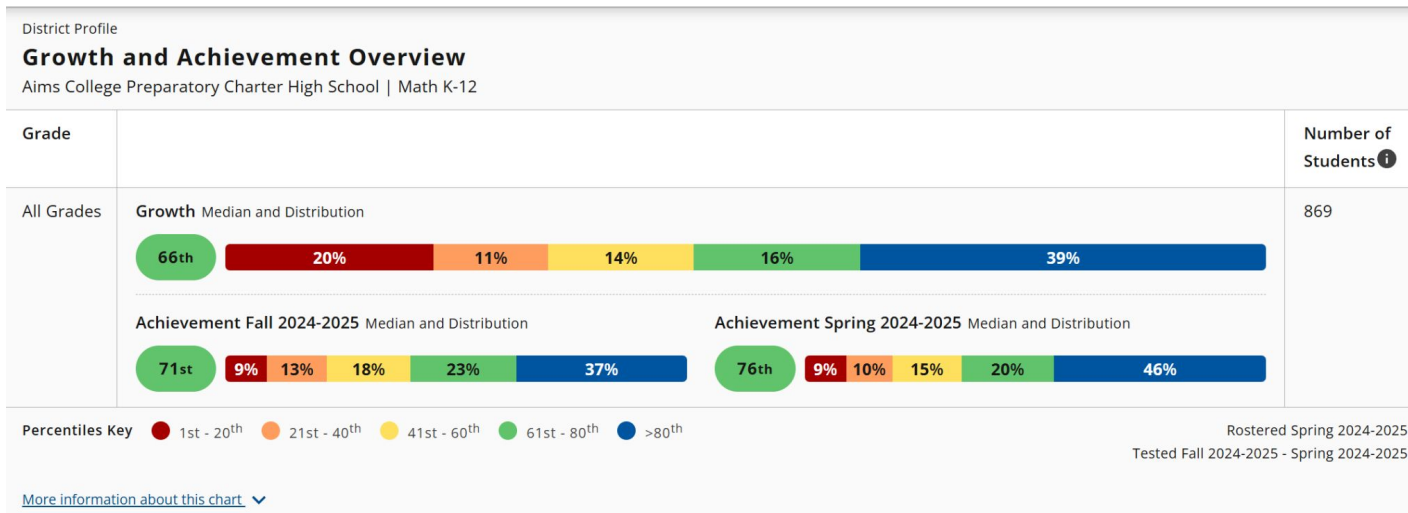 District Profile
Growth and Achievement Overview
Aims College Preparatory Charter High School | Math K-12
Grade
Number of
Students
All Grades
Growth Median and Distribution
869
66th 20% 11% 14% 16% 39%
Achievement Fall 2024-2025 Median and Distribution
71st 9% 13% 18% 23% 37%
Achievement Spring 2024-2025 Median and Distribution
76th 9% 10% 15% 20% 46%
Percentiles Key 1st - 20th 21st - 40th 41st - 60th 61st - 80th >80th
Rostered Spring 2024-2025
Tested Fall 2024-2025 - Spring 2024-2025
More information about this chart